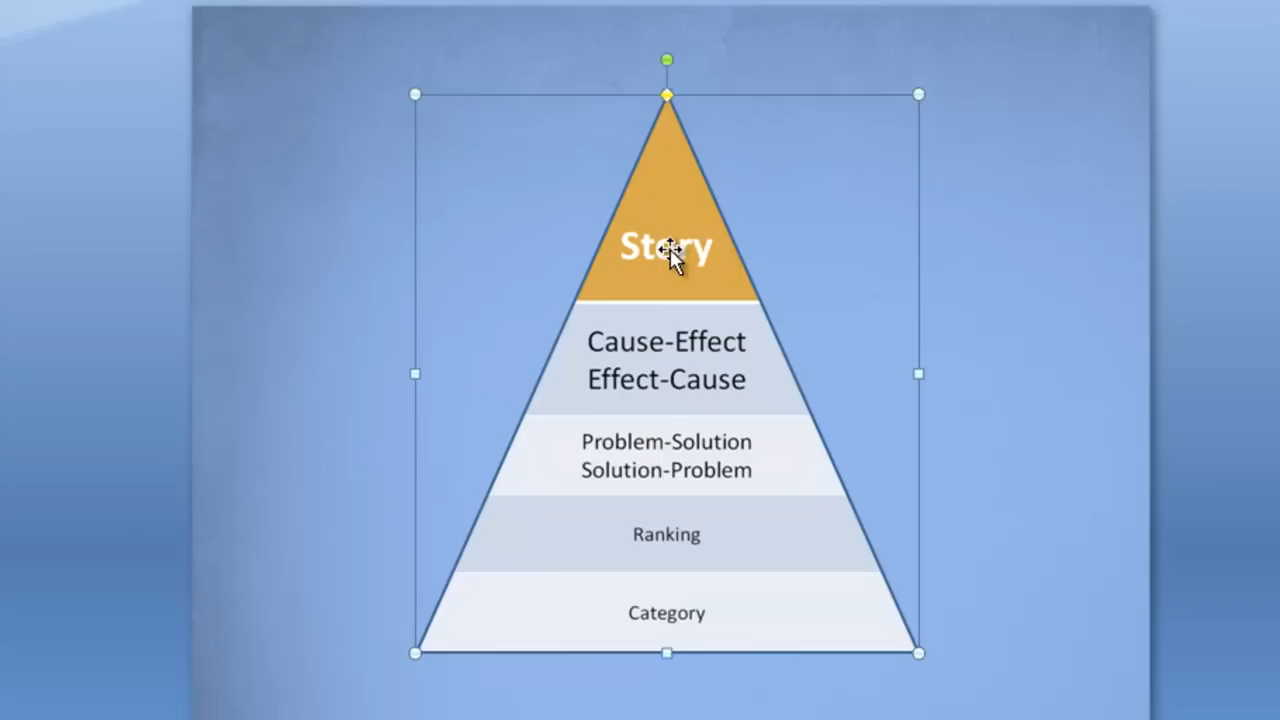 Story
Cause-Effect
Effect-Cause
Problem-Solution
Solution-Problem
Ranking
Category